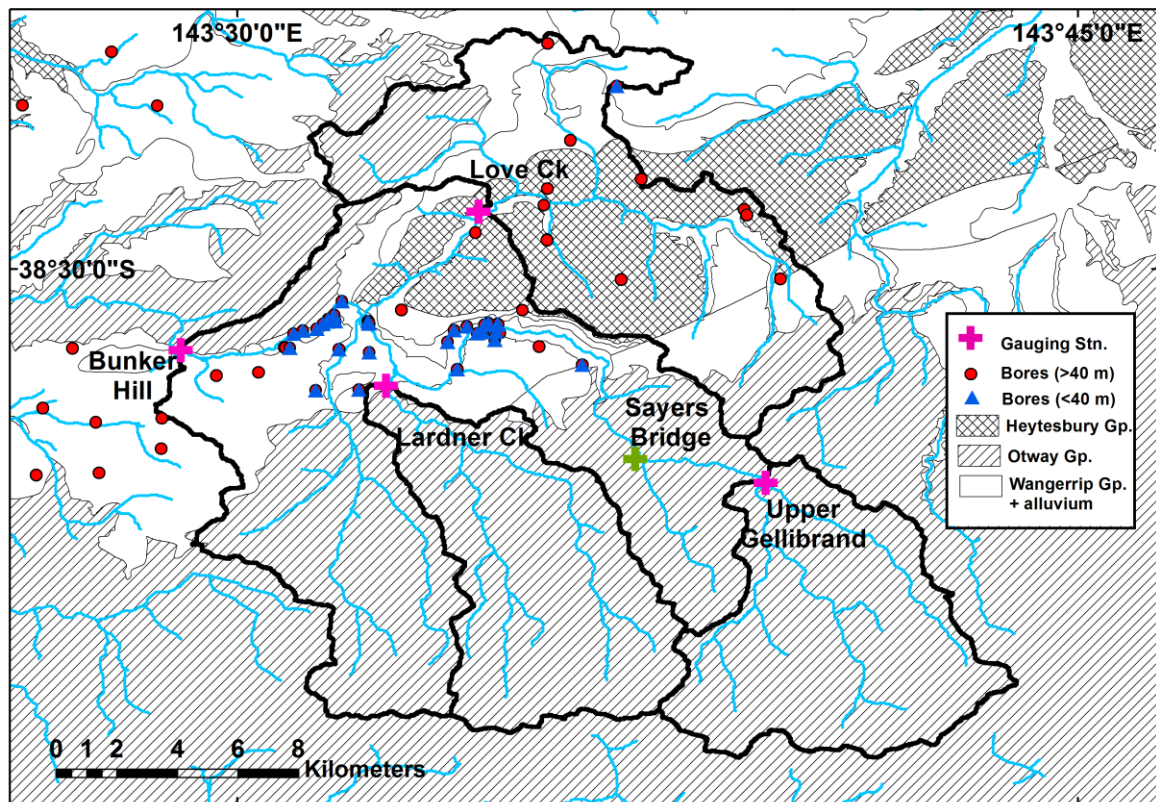 143°30'0"E
143°45'0"E
Love Ck
38°30'0"S
Bunker
Hill
Lardner Ck
Sayers
Bridge
Upper
Gellibrand
Gauging Stn.
Bores (>40 m)
Bores (<40 m)
Heytesbury Gp.
Otway Gp.
Wangerrip Gp.
+ alluvium
0 1 2 4 6 8
Kilometers